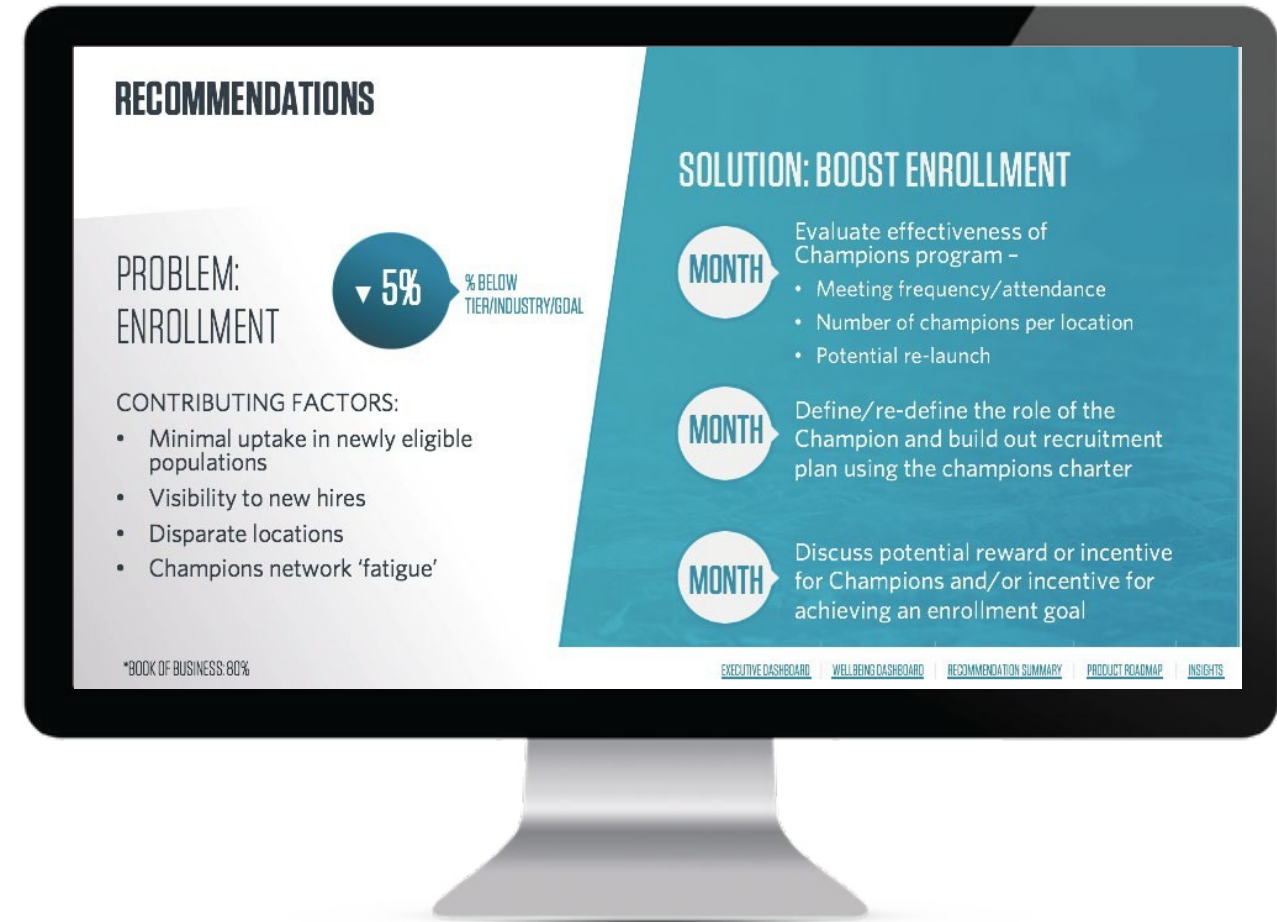 RECOMMENDATIONS
PROBLEM:
ENROLLMENT
▼ 5%
% BELOW
TIER/INDUSTRY/GOAL
CONTRIBUTING FACTORS:
• Minimal uptake in newly eligible
populations
• Visibility to new hires
• Disparate locations
• Champions network ‘fatigue’
*BOOK OF BUSINESS: 80%
SOLUTION: BOOST ENROLLMENT
MONTH
Evaluate effectiveness of
Champions program –
• Meeting frequency/attendance
• Number of champions per location
• Potential re-launch
MONTH
Define/re-define the role of the
Champion and build out recruitment
plan using the champions charter
MONTH
Discuss potential reward or incentive
for Champions and/or incentive for
achieving an enrollment goal
EXECUTIVE DASHBOARD | WELLBEING DASHBOARD | RECOMMENDATION SUMMARY | PRODUCT ROADMAP | INSIGHTS